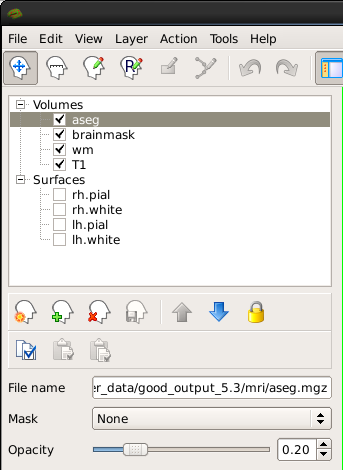 File Edit View Layer Action Tools Help
R
Volumes
aseg
brainmask
wm
T1
Surfaces
rh.pial
rh.white
lh.pial
lh.white
File name er_data/good_output_5.3/mri/aseg.mgz
Mask None
Opacity 0.20